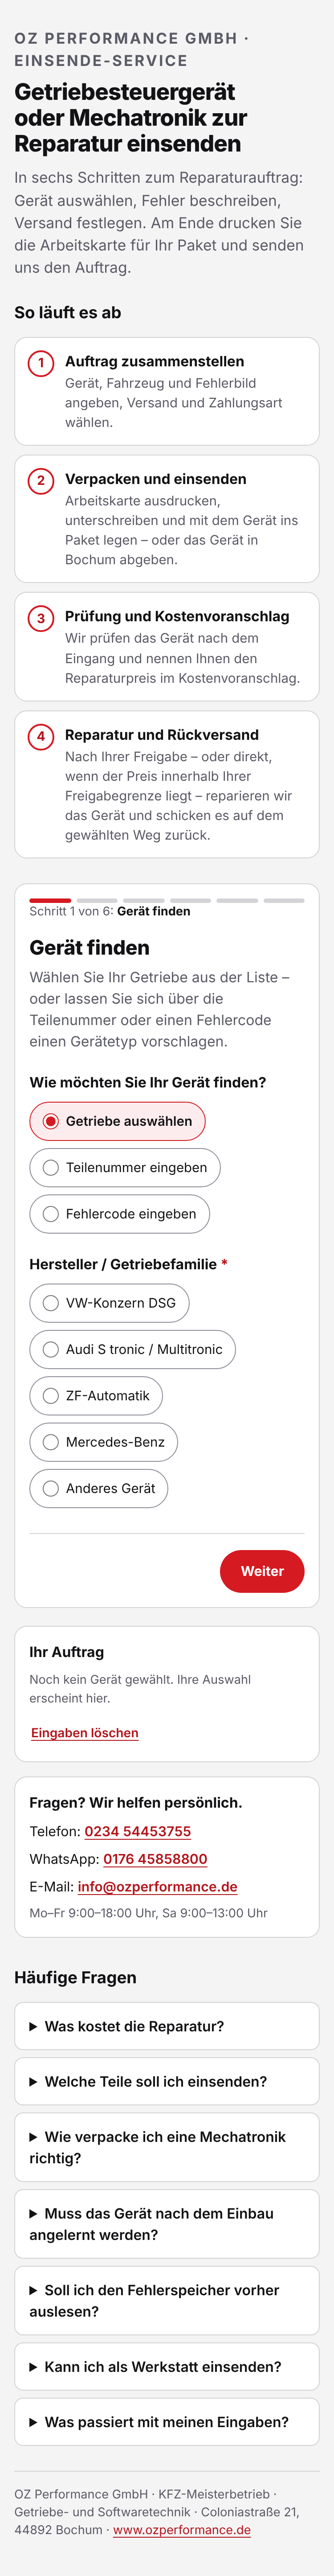 OZ PERFORMANCE GMBH ·
EINSENDE-SERVICE
Getriebesteuergerät
oder Mechatronik zur
Reparatur einsenden
In sechs Schritten zum Reparaturauftrag:
Gerät auswählen, Fehler beschreiben,
Versand festlegen. Am Ende drucken Sie
die Arbeitskarte für Ihr Paket und senden
uns den Auftrag.
So läuft es ab
1 Auftrag zusammenstellen
Gerät, Fahrzeug und Fehlerbild
angeben, Versand und Zahlungsart
wählen.
2 Verpacken und einsenden
Arbeitskarte ausdrucken,
unterschreiben und mit dem Gerät ins
Paket legen – oder das Gerät in
Bochum abgeben.
3 Prüfung und Kostenvoranschlag
Wir prüfen das Gerät nach dem
Eingang und nennen Ihnen den
Reparaturpreis im Kostenvoranschlag.
4 Reparatur und Rückversand
Nach Ihrer Freigabe – oder direkt,
wenn der Preis innerhalb Ihrer
Freigabegrenze liegt – reparieren wir
das Gerät und schicken es auf dem
gewählten Weg zurück.
Schritt 1 von 6: Gerät finden
Gerät finden
Wählen Sie Ihr Getriebe aus der Liste –
oder lassen Sie sich über die
Teilenummer oder einen Fehlercode
einen Gerätetyp vorschlagen.
Wie möchten Sie Ihr Gerät finden?
Getriebe auswählen
Teilenummer eingeben
Fehlercode eingeben
Hersteller / Getriebefamilie *
VW-Konzern DSG
Audi S tronic / Multitronic
ZF-Automatik
Mercedes-Benz
Anderes Gerät
Weiter
Ihr Auftrag
Noch kein Gerät gewählt. Ihre Auswahl
erscheint hier.
Eingaben löschen
Fragen? Wir helfen persönlich.
Telefon: 0234 54453755
WhatsApp: 0176 45858800
E-Mail: info@ozperformance.de
Mo–Fr 9:00–18:00 Uhr, Sa 9:00–13:00 Uhr
Häufige Fragen
Was kostet die Reparatur?
Welche Teile soll ich einsenden?
Wie verpacke ich eine Mechatronik
richtig?
Muss das Gerät nach dem Einbau
angelernt werden?
Soll ich den Fehlerspeicher vorher
auslesen?
Kann ich als Werkstatt einsenden?
Was passiert mit meinen Eingaben?
OZ Performance GmbH · KFZ-Meisterbetrieb ·
Getriebe- und Softwaretechnik · Coloniastraße 21,
44892 Bochum · www.ozperformance.de